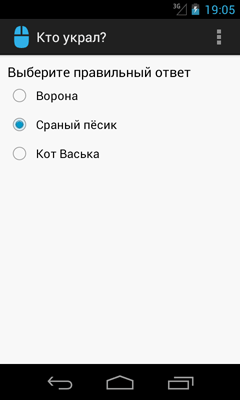 3G 19:05
Кто украл?
Выберите правильный ответ
Ворона
Сраный пёсик
Кот Васька